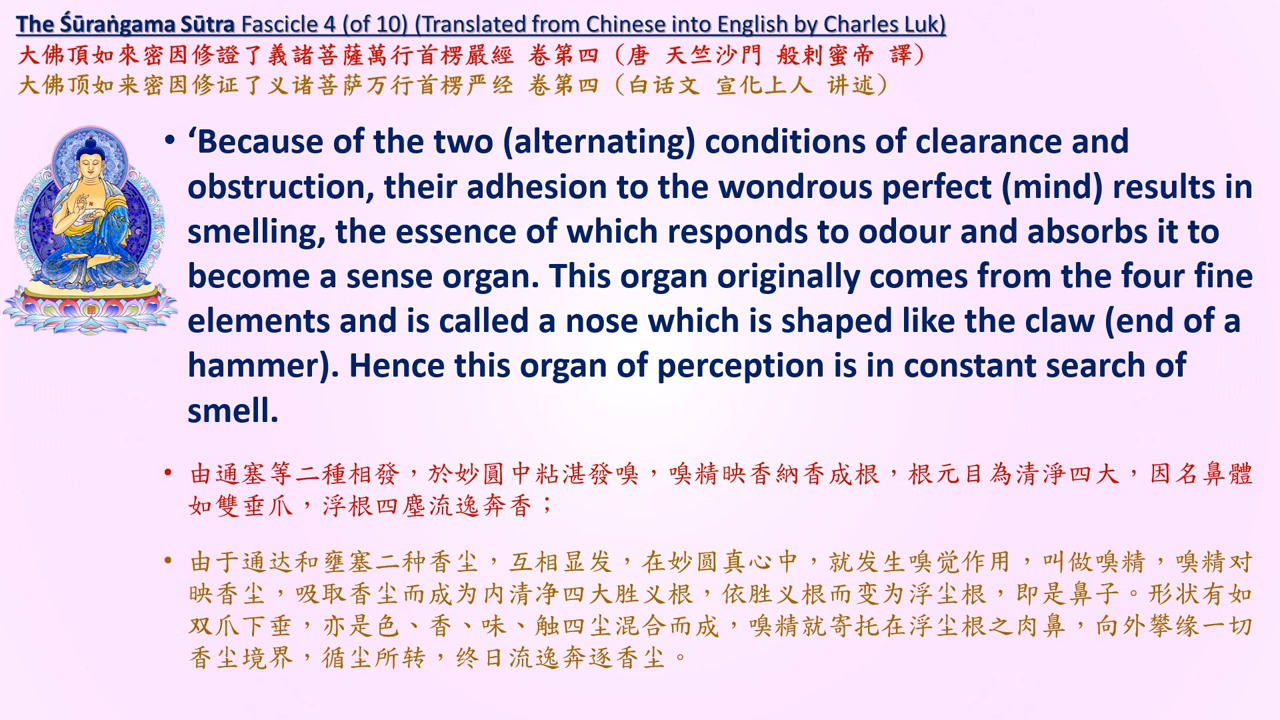 The Śūraṅgama Sūtra Fascicle 4 (of 10) (Translated from Chinese into English by Charles Luk)
大佛頂如來密因修證了義諸菩薩萬行首楞嚴經 卷第四（唐 天竺沙門 般剌蜜帝 譯）
大佛顶如来密因修证了义诸菩萨万行首楞严经 卷第四（白话文 宣化上人 讲述）
• ‘Because of the two (alternating) conditions of clearance and
obstruction, their adhesion to the wondrous perfect (mind) results in
smelling, the essence of which responds to odour and absorbs it to
become a sense organ. This organ originally comes from the four fine
elements and is called a nose which is shaped like the claw (end of a
hammer). Hence this organ of perception is in constant search of
smell.
• 由通塞等二種相發，於妙圓中粘湛發嗅，嗅精映香納香成根，根元目為清淨四大，因名鼻體
如雙垂爪，浮根四塵流逸奔香；
• 由于通达和壅塞二种香尘，互相显发，在妙圆真心中，就发生嗅觉作用，叫做嗅精，嗅精对
映香尘，吸取香尘而成为内清净四大胜义根，依胜义根而变为浮尘根，即是鼻子。形状有如
双爪下垂，亦是色、香、味、触四尘混合而成，嗅精就寄托在浮尘根之肉鼻，向外攀缘一切
香尘境界，循尘所转，终日流逸奔逐香尘。